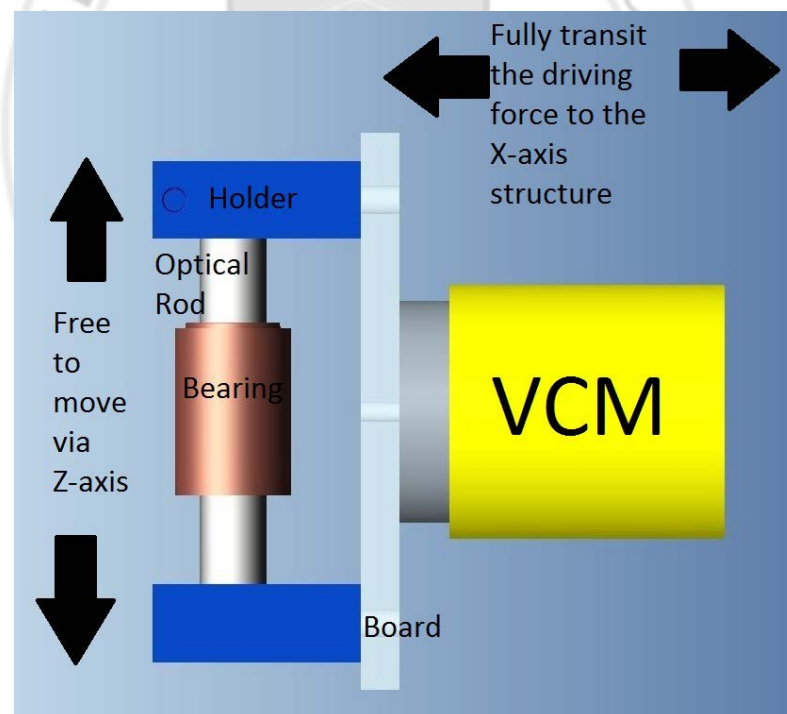 Fully transit
the driving
force to the
X-axis
structure
Holder
Optical
Rod
Free
to
move
via
Z-axis
Bearing
VCM
Board